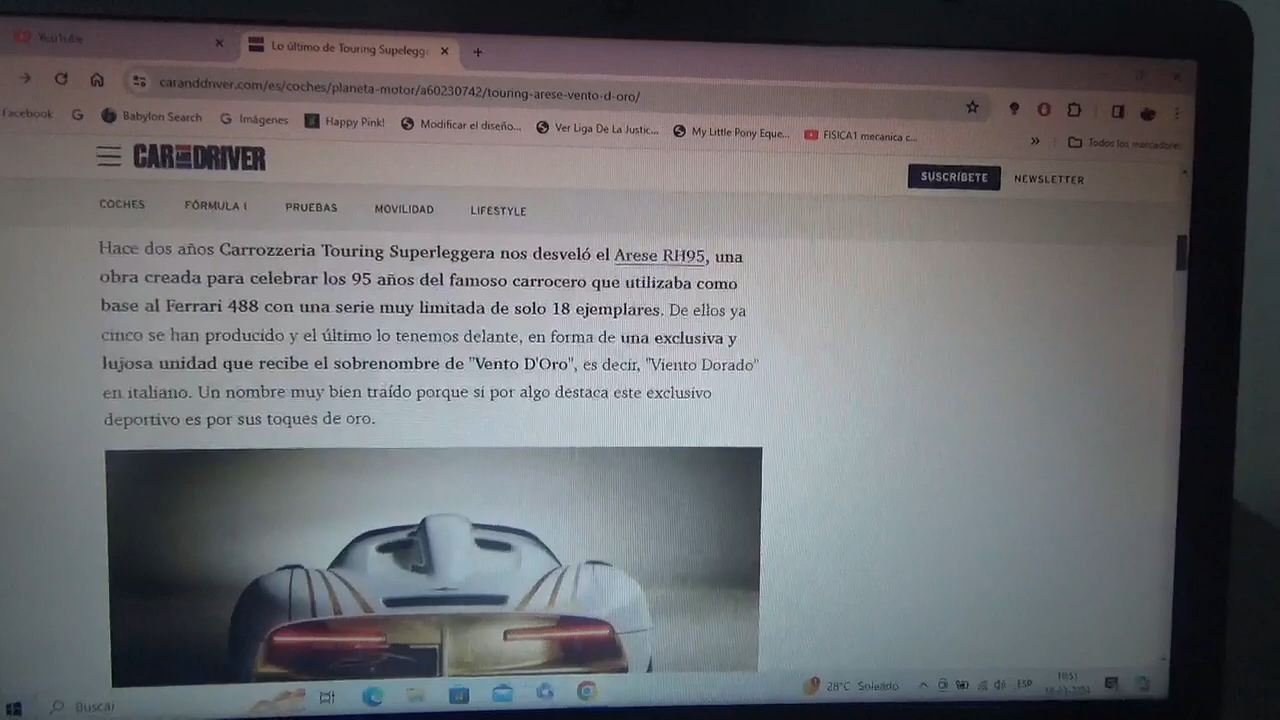 YouTube
Lo último de Touring Supelegg
caranddriver.com/es/coches/planeta-motor/a60230742/touring-arese-vento-d-oro/
Facebook Babylon Search Imágenes Happy Pink! Modificar el diseño... Ver Liga De La Justic... My Little Pony Eque... FISICA1 mecanica c... Todos los marcadores
CAR AND DRIVER
SUSCRÍBETE NEWSLETTER
COCHES FÓRMULA 1 PRUEBAS MOVILIDAD LIFESTYLE
Hace dos años Carrozzeria Touring Superleggera nos desveló el Arese RH95, una
obra creada para celebrar los 95 años del famoso carrocero que utilizaba como
base al Ferrari 488 con una serie muy limitada de solo 18 ejemplares. De ellos ya
cinco se han producido y el último lo tenemos delante, en forma de una exclusiva y
lujosa unidad que recibe el sobrenombre de "Vento D'Oro", es decir, "Viento Dorado"
en italiano. Un nombre muy bien traído porque si por algo destaca este exclusivo
deportivo es por sus toques de oro.
Buscar
28°C Soleado ESP